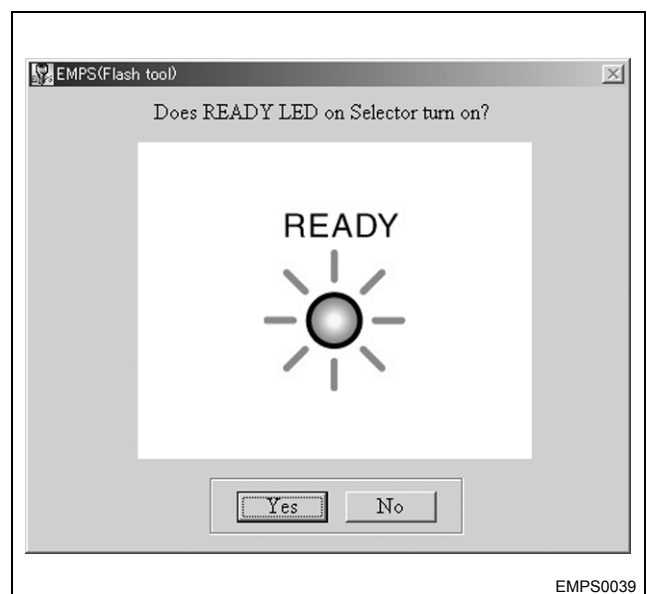 EMPS(Flash tool)
Does READY LED on Selector turn on?
READY
Yes
No
EMPS0039